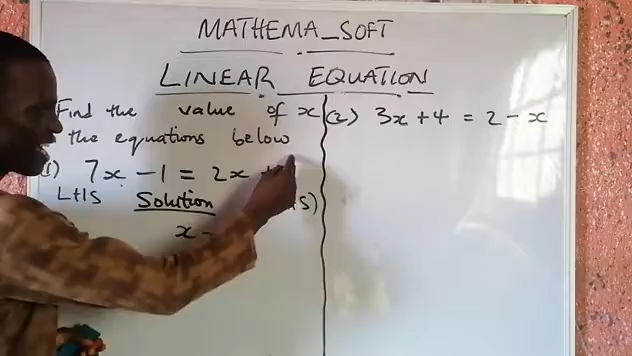 MATHEMA_SOFT
LINEAR EQUATION
Find the value of x
the equations below
1) 7x - 1 = 2x +
LHS Solution S)
x -
(2) 3x + 4 = 2 - x